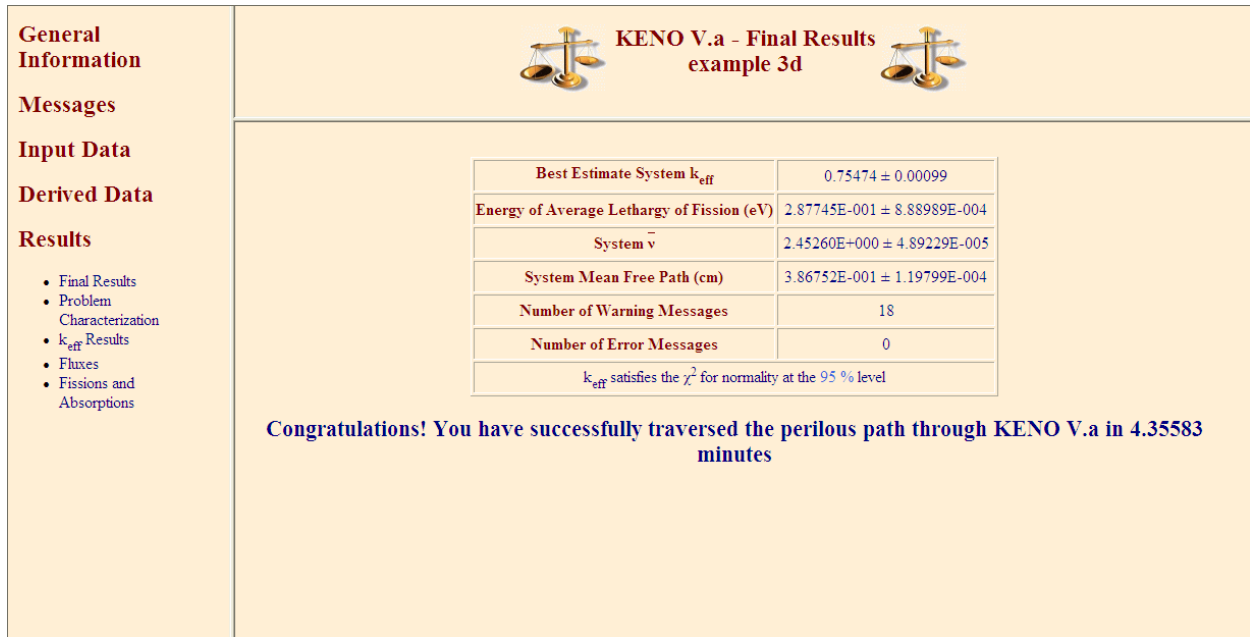 General
Information
Messages
Input Data
Derived Data
Results
• Final Results
• Problem
Characterization
• keff Results
• Fluxes
• Fissions and
Absorptions
KENO V.a - Final Results
example 3d
Best Estimate System keff 0.75474 ± 0.00099
Energy of Average Lethargy of Fission (eV) 2.87745E-001 ± 8.88989E-004
System ν̅ 2.45260E+000 ± 4.89229E-005
System Mean Free Path (cm) 3.86752E-001 ± 1.19799E-004
Number of Warning Messages 18
Number of Error Messages 0
keff satisfies the χ² for normality at the 95 % level
Congratulations! You have successfully traversed the perilous path through KENO V.a in 4.35583
minutes